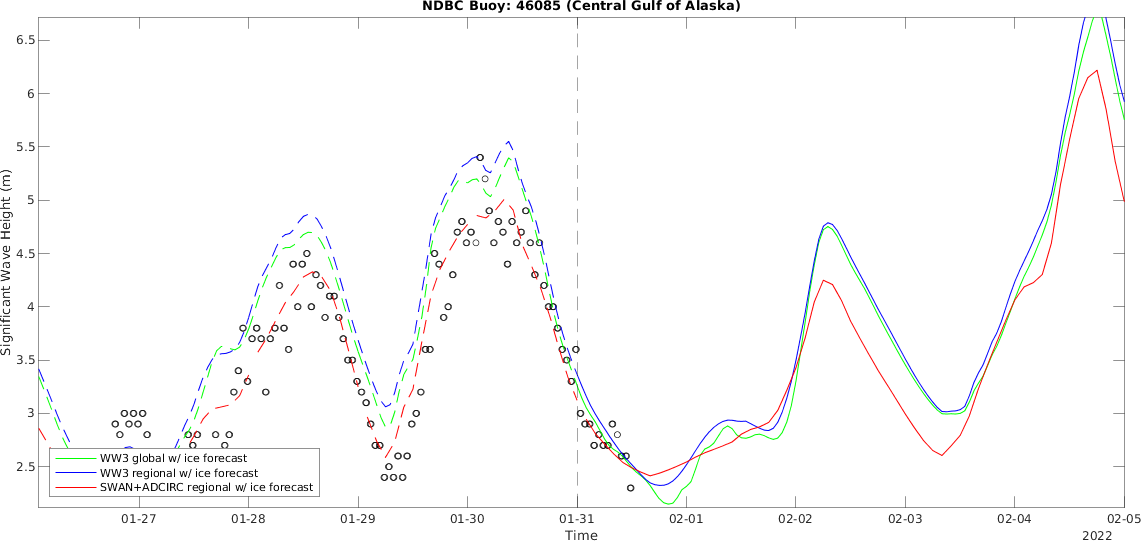 NDBC Buoy: 46085 (Central Gulf of Alaska)
Significant Wave Height (m)
6.5
6
5.5
5
4.5
4
3.5
3
2.5
WW3 global w/ ice forecast
WW3 regional w/ ice forecast
SWAN+ADCIRC regional w/ ice forecast
01-27 01-28 01-29 01-30 01-31 02-01 02-02 02-03 02-04 02-05
Time
2022